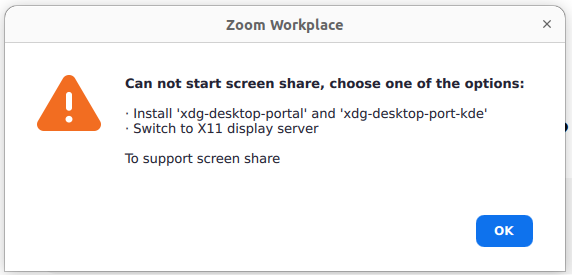 Zoom Workplace
×
Can not start screen share, choose one of the options:
· Install 'xdg-desktop-portal' and 'xdg-desktop-port-kde'
· Switch to X11 display server
To support screen share
OK